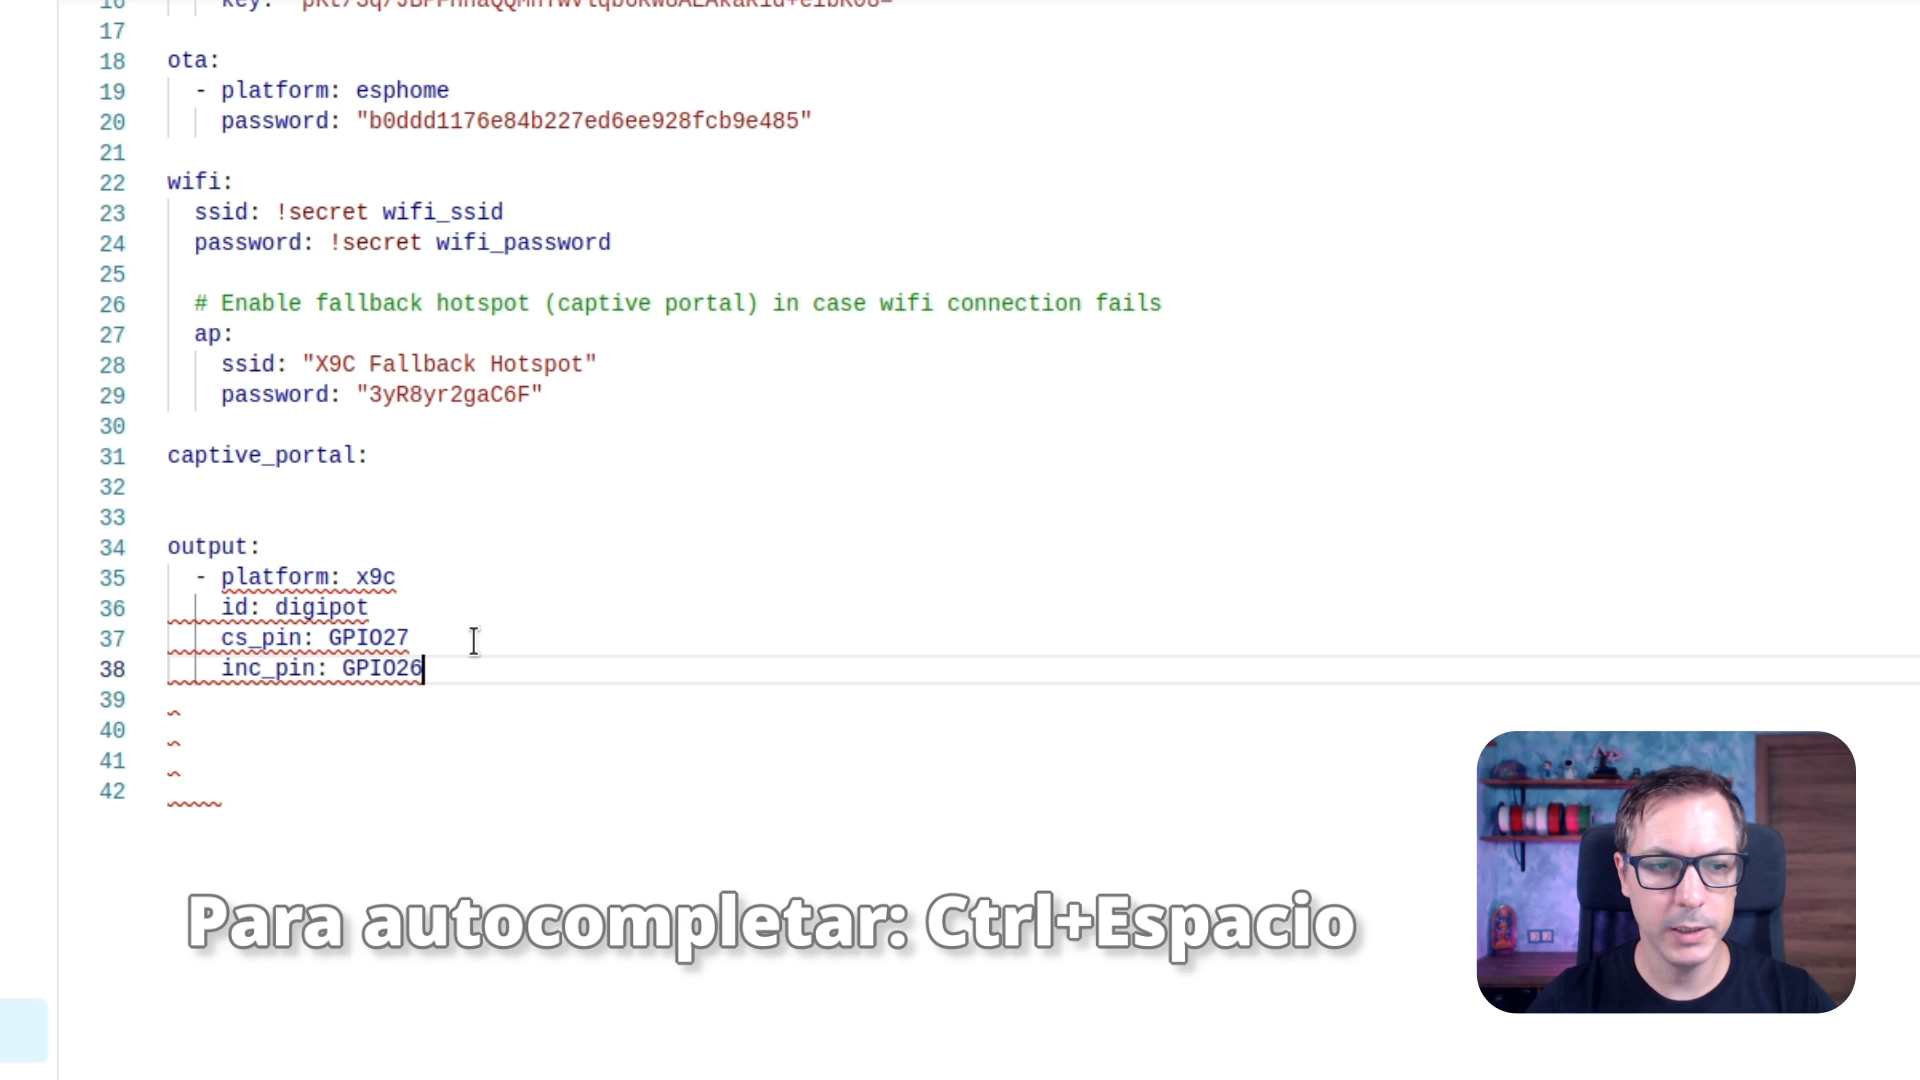 16
17
18 ota:
19 - platform: esphome
20 password: "b0ddd1176e84b227ed6ee928fcb9e485"
21
22 wifi:
23 ssid: !secret wifi_ssid
24 password: !secret wifi_password
25
26 # Enable fallback hotspot (captive portal) in case wifi connection fails
27 ap:
28 ssid: "X9C Fallback Hotspot"
29 password: "3yR8yr2gaC6F"
30
31 captive_portal:
32
33
34 output:
35 - platform: x9c
36 id: digipot
37 cs_pin: GPIO27
38 inc_pin: GPIO26
39
40
41
42
Para autocompletar: Ctrl+Espacio